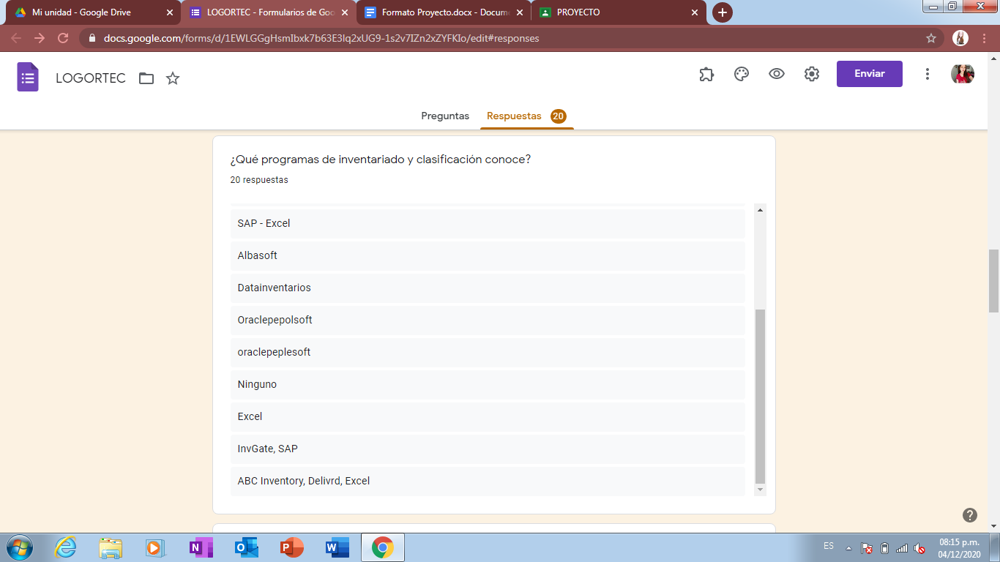 Mi unidad - Google Drive
LOGORTEC - Formularios de Goo
Formato Proyecto.docx - Docume
PROYECTO
docs.google.com/forms/d/1EWLGGgHsmIbxk7b63E3lq2xUG9-1s2v7IZn2xZYFKIo/edit#responses
LOGORTEC
Enviar
Preguntas
Respuestas 20
¿Qué programas de inventariado y clasificación conoce?
20 respuestas
SAP - Excel
Albasoft
Datainventarios
Oraclepepolsoft
oraclepeplesoft
Ninguno
Excel
InvGate, SAP
ABC Inventory, Delivrd, Excel
ES
08:15 p.m.
04/12/2020